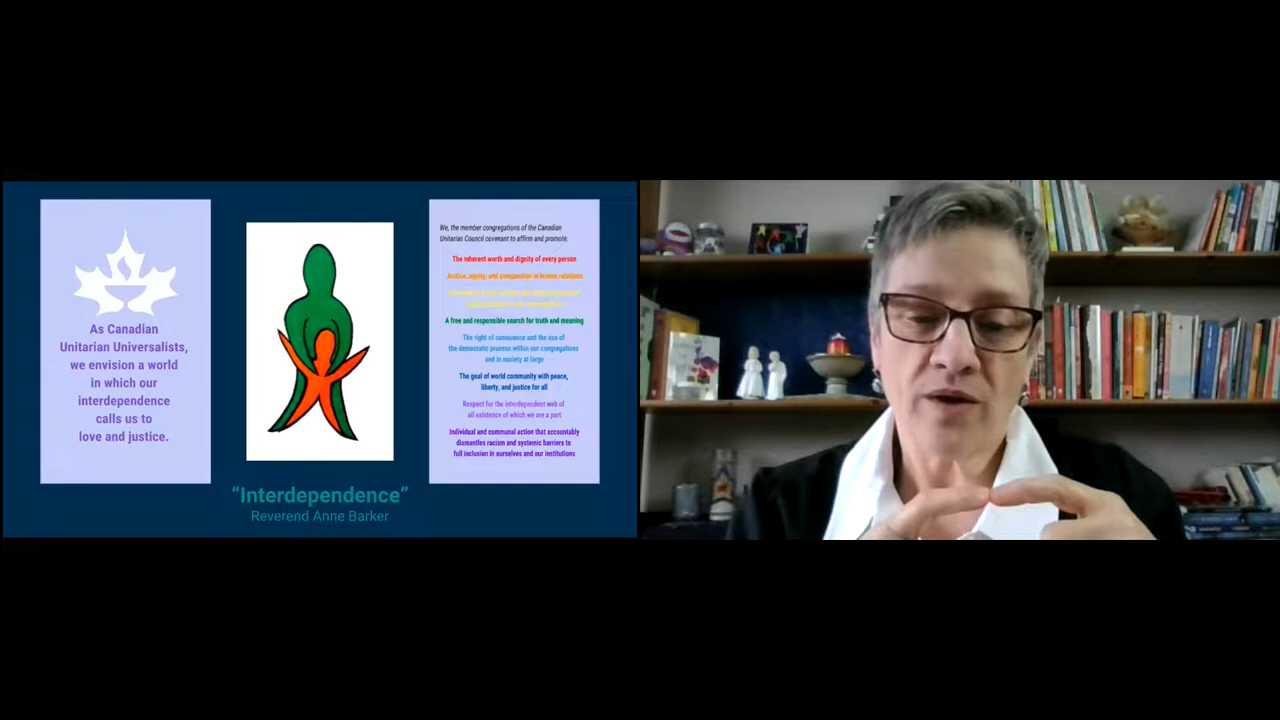 As Canadian
Unitarian Universalists,
we envision a world
in which our
interdependence
calls us to
love and justice.
“Interdependence”
Reverend Anne Barker
We, the member congregations of the Canadian
Unitarian Council covenant to affirm and promote:
The inherent worth and dignity of every person
Justice, equity, and compassion in human relations
A free and responsible search for truth and meaning
The right of conscience and the use of
the democratic process within our congregations
and in society at large
The goal of world community with peace,
liberty, and justice for all
Respect for the interdependent web of
all existence of which we are a part
Individual and communal action that accountably
dismantles racism and systemic barriers to
full inclusion in ourselves and our institutions